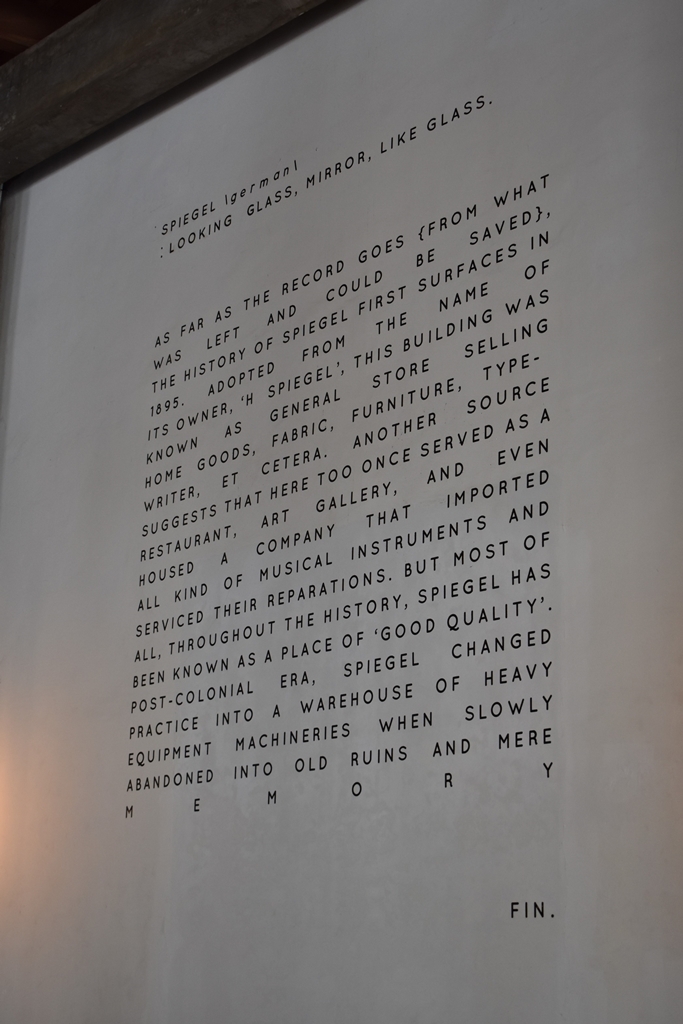 'SPIEGEL \german\
:LOOKING GLASS, MIRROR, LIKE GLASS.
AS FAR AS THE RECORD GOES {FROM WHAT
WAS LEFT AND COULD BE SAVED},
THE HISTORY OF SPIEGEL FIRST SURFACES IN
1895. ADOPTED FROM THE NAME OF
ITS OWNER, 'H SPIEGEL', THIS BUILDING WAS
KNOWN AS GENERAL STORE SELLING
HOME GOODS, FABRIC, FURNITURE, TYPE-
WRITER, ET CETERA. ANOTHER SOURCE
SUGGESTS THAT HERE TOO ONCE SERVED AS A
RESTAURANT, ART GALLERY, AND EVEN
HOUSED A COMPANY THAT IMPORTED
ALL KIND OF MUSICAL INSTRUMENTS AND
SERVICED THEIR REPARATIONS. BUT MOST OF
ALL, THROUGHOUT THE HISTORY, SPIEGEL HAS
BEEN KNOWN AS A PLACE OF 'GOOD QUALITY'.
POST-COLONIAL ERA, SPIEGEL CHANGED
PRACTICE INTO A WAREHOUSE OF HEAVY
EQUIPMENT MACHINERIES WHEN SLOWLY
ABANDONED INTO OLD RUINS AND MERE
M E M O R Y
FIN.